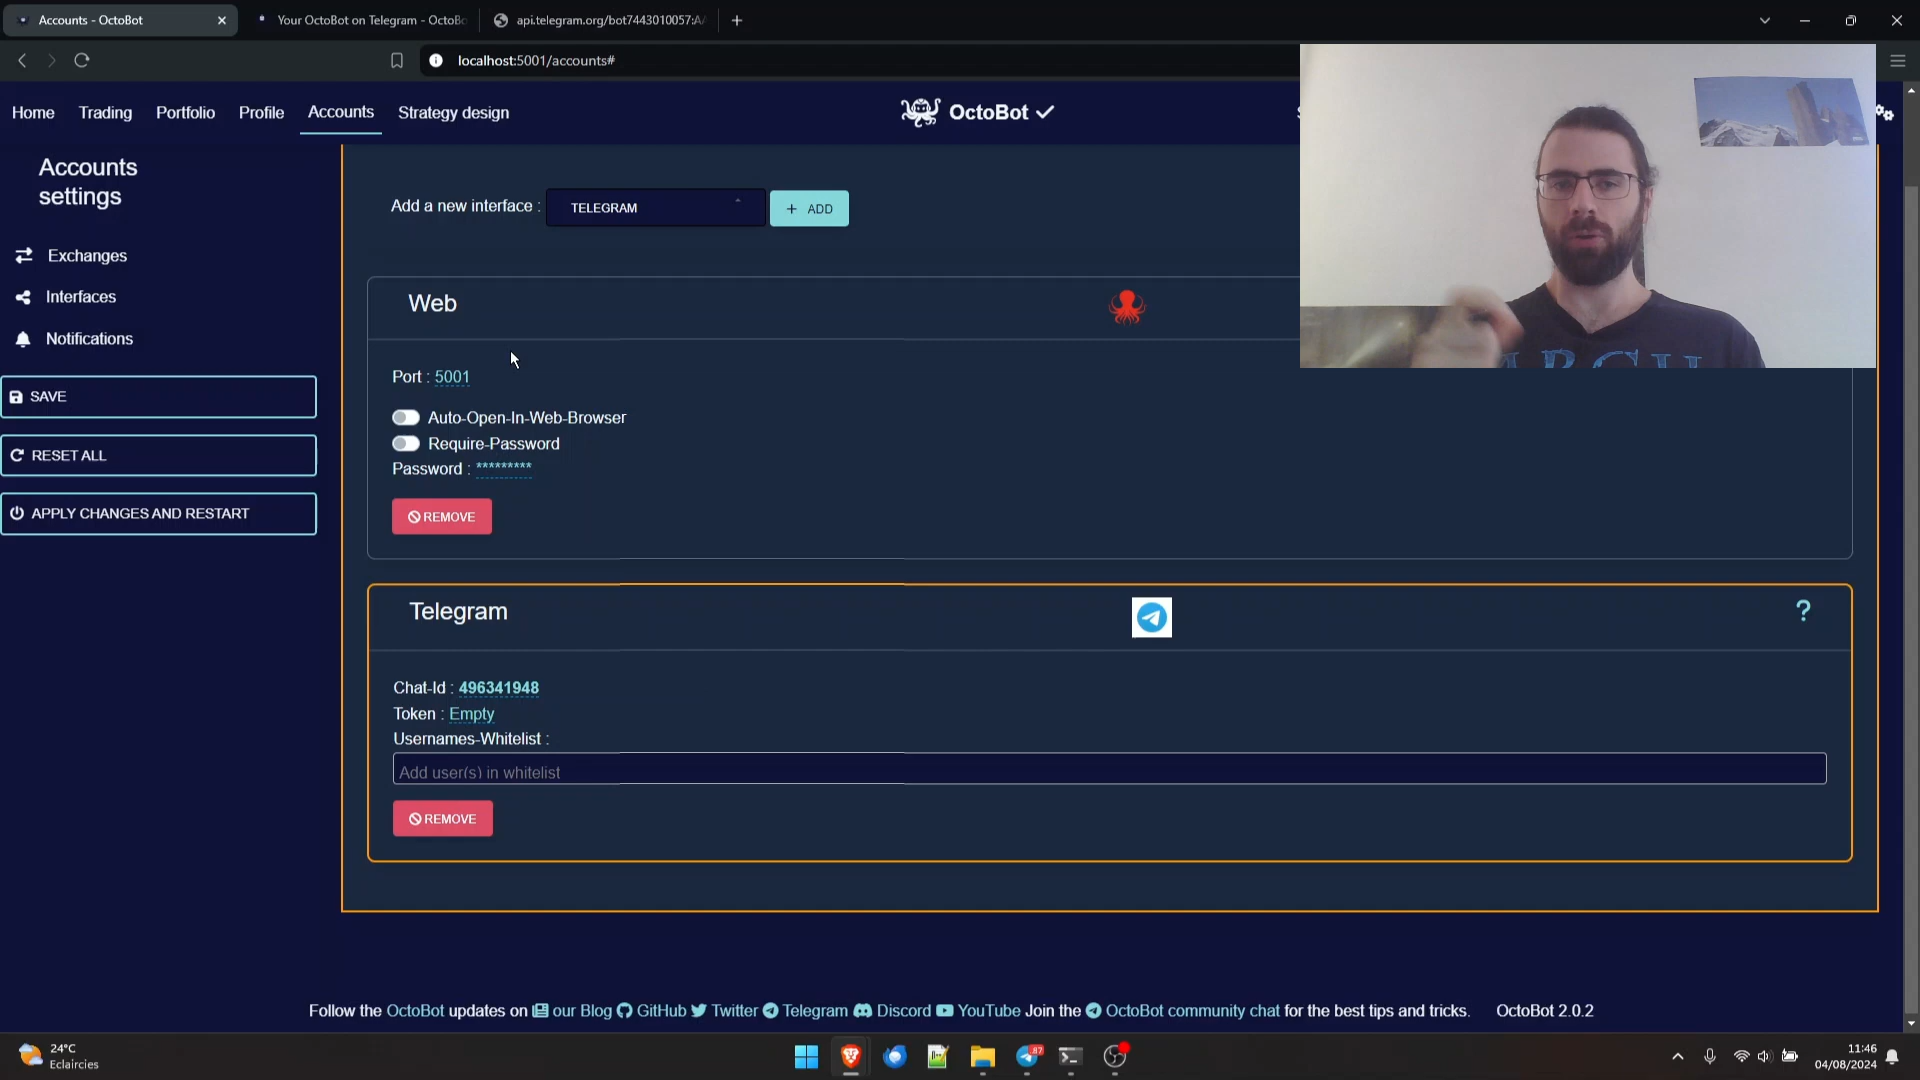 Accounts - OctoBot
Your OctoBot on Telegram - OctoBo
api.telegram.org/bot7443010057:A
localhost:5001/accounts#
Home
Trading
Portfolio
Profile
Accounts
Strategy design
OctoBot
Accounts
settings
Exchanges
Interfaces
Notifications
SAVE
RESET ALL
APPLY CHANGES AND RESTART
Add a new interface :
TELEGRAM
ADD
Web
Port : 5001
Auto-Open-In-Web-Browser
Require-Password
Password : *********
REMOVE
Telegram
?
Chat-Id : 496341948
Token : Empty
Usernames-Whitelist :
Add user(s) in whitelist
REMOVE
Follow the OctoBot updates on our Blog GitHub Twitter Telegram Discord YouTube Join the OctoBot community chat for the best tips and tricks. OctoBot 2.0.2
24°C
Eclaircies
87
11:46
04/08/2024